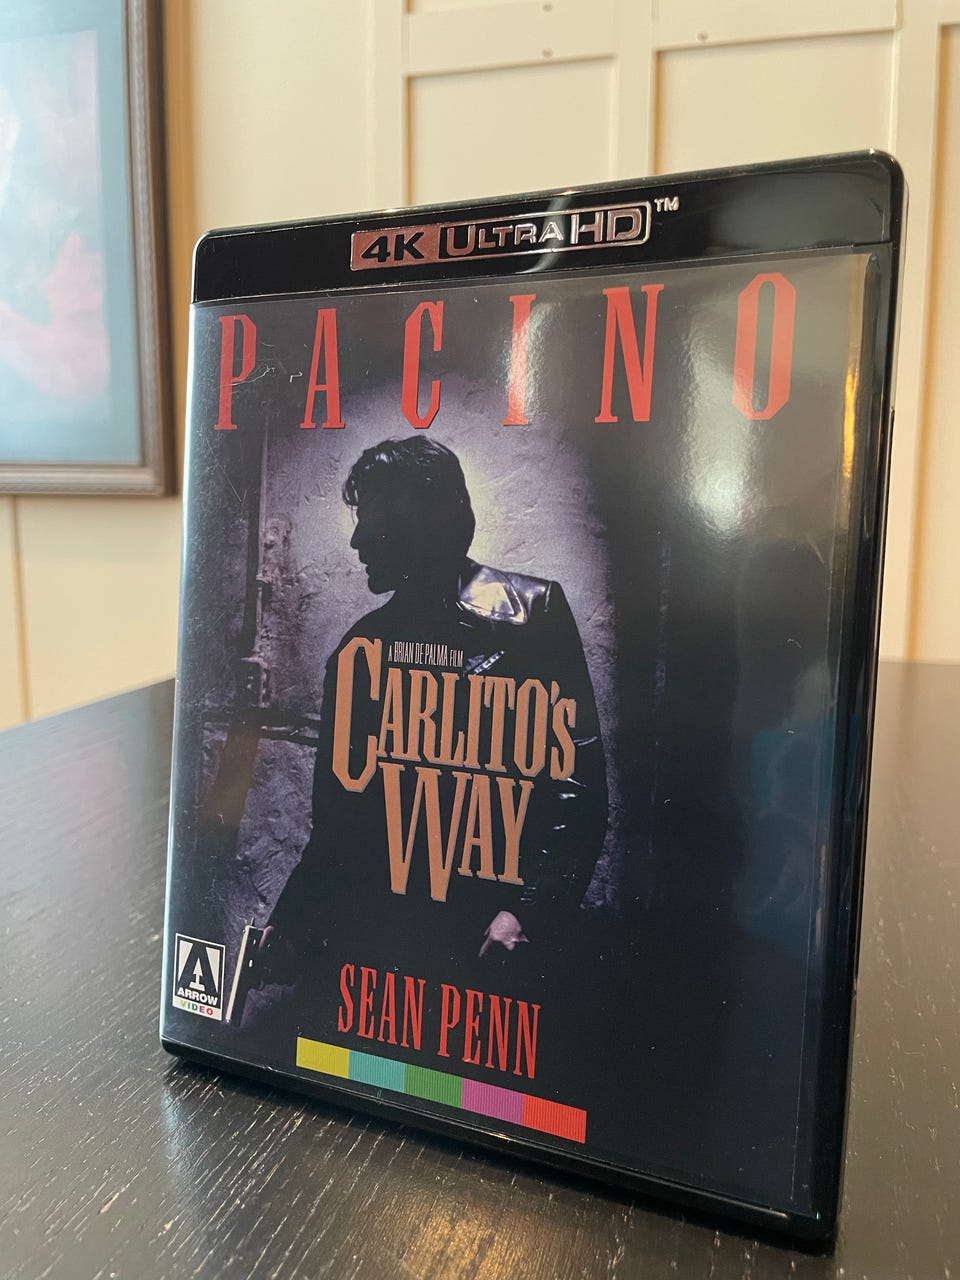 4K ULTRA HD™
PACINO
A BRIAN DE PALMA FILM
CARLITO'S
WAY
SEAN PENN
A
ARROW
VIDEO